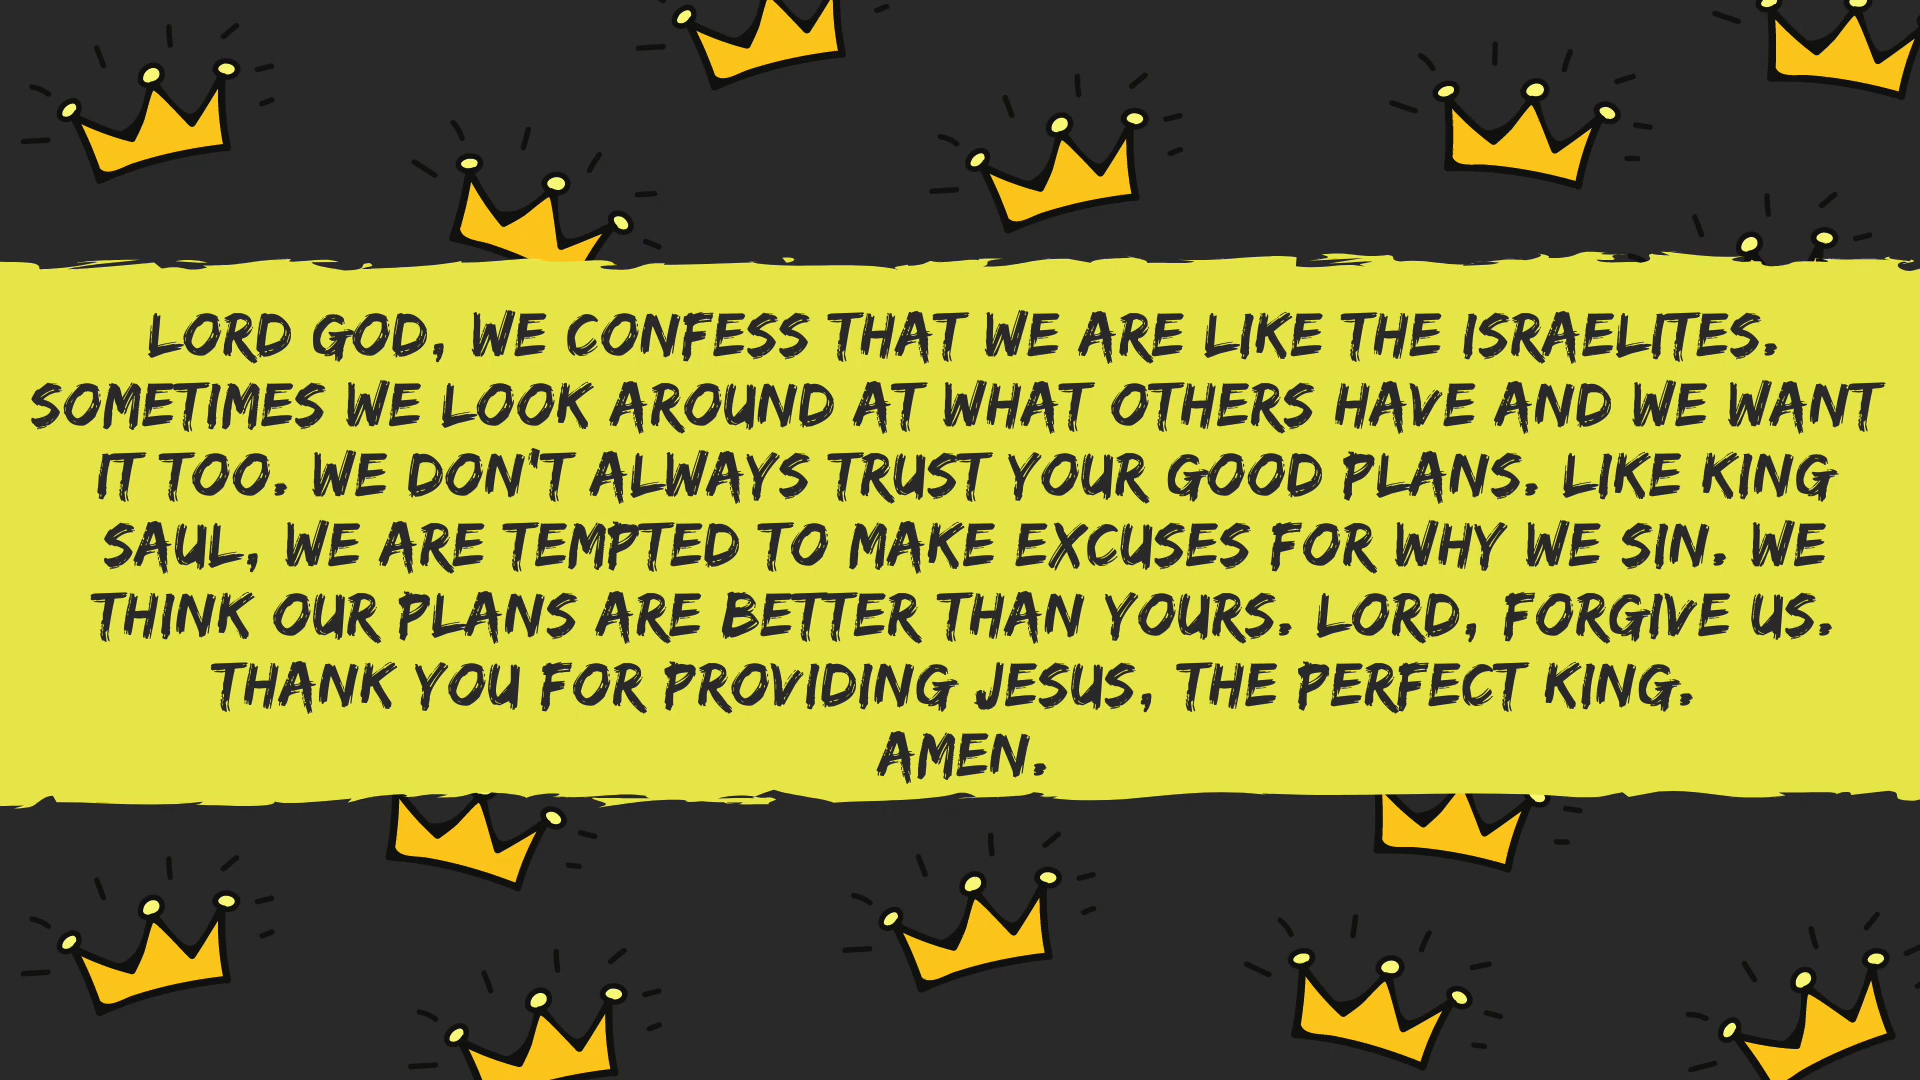 LORD GOD, WE CONFESS THAT WE ARE LIKE THE ISRAELITES.
SOMETIMES WE LOOK AROUND AT WHAT OTHERS HAVE AND WE WANT
IT TOO. WE DON'T ALWAYS TRUST YOUR GOOD PLANS. LIKE KING
SAUL, WE ARE TEMPTED TO MAKE EXCUSES FOR WHY WE SIN. WE
THINK OUR PLANS ARE BETTER THAN YOURS. LORD, FORGIVE US.
THANK YOU FOR PROVIDING JESUS, THE PERFECT KING.
AMEN.